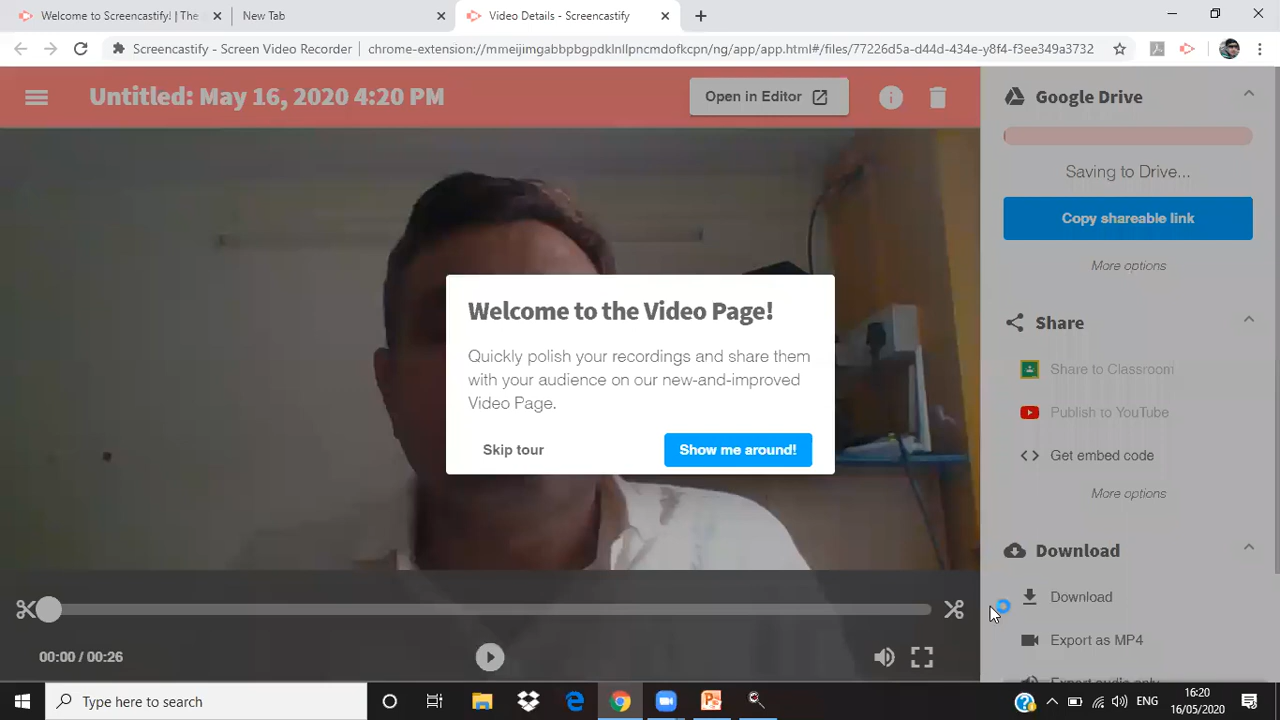 Welcome to Screencastify! | The
New Tab
Video Details - Screencastify
Screencastify - Screen Video Recorder
chrome-extension://mmeijimgabbpbgpdklnllpncmdofkcpn/ng/app/app.html#/files/77226d5a-d44d-434e-y8f4-f3ee349a3732
Untitled: May 16, 2020 4:20 PM
Open in Editor
Google Drive
Saving to Drive...
Copy shareable link
More options
Welcome to the Video Page!
Quickly polish your recordings and share them
with your audience on our new-and-improved
Video Page.
Skip tour
Show me around!
Share
Share to Classroom
Publish to YouTube
Get embed code
More options
Download
Download
Export as MP4
Export audio only
00:00 / 00:26
Type here to search
ENG
16:20
16/05/2020